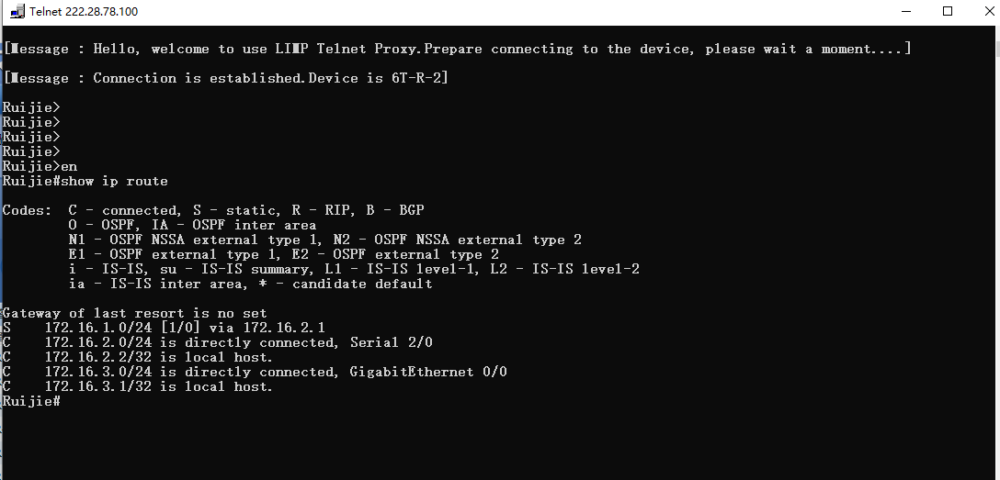 Telnet 222.28.78.100
[Message : Hello, welcome to use LIMP Telnet Proxy.Prepare connecting to the device, please wait a moment....]
[Message : Connection is established.Device is 6T-R-2]
Ruijie>
Ruijie>
Ruijie>
Ruijie>
Ruijie>en
Ruijie#show ip route
Codes:  C - connected, S - static, R - RIP, B - BGP
        O - OSPF, IA - OSPF inter area
        N1 - OSPF NSSA external type 1, N2 - OSPF NSSA external type 2
        E1 - OSPF external type 1, E2 - OSPF external type 2
        i - IS-IS, su - IS-IS summary, L1 - IS-IS level-1, L2 - IS-IS level-2
        ia - IS-IS inter area, * - candidate default
Gateway of last resort is no set
S    172.16.1.0/24 [1/0] via 172.16.2.1
C    172.16.2.0/24 is directly connected, Serial 2/0
C    172.16.2.2/32 is local host.
C    172.16.3.0/24 is directly connected, GigabitEthernet 0/0
C    172.16.3.1/32 is local host.
Ruijie#